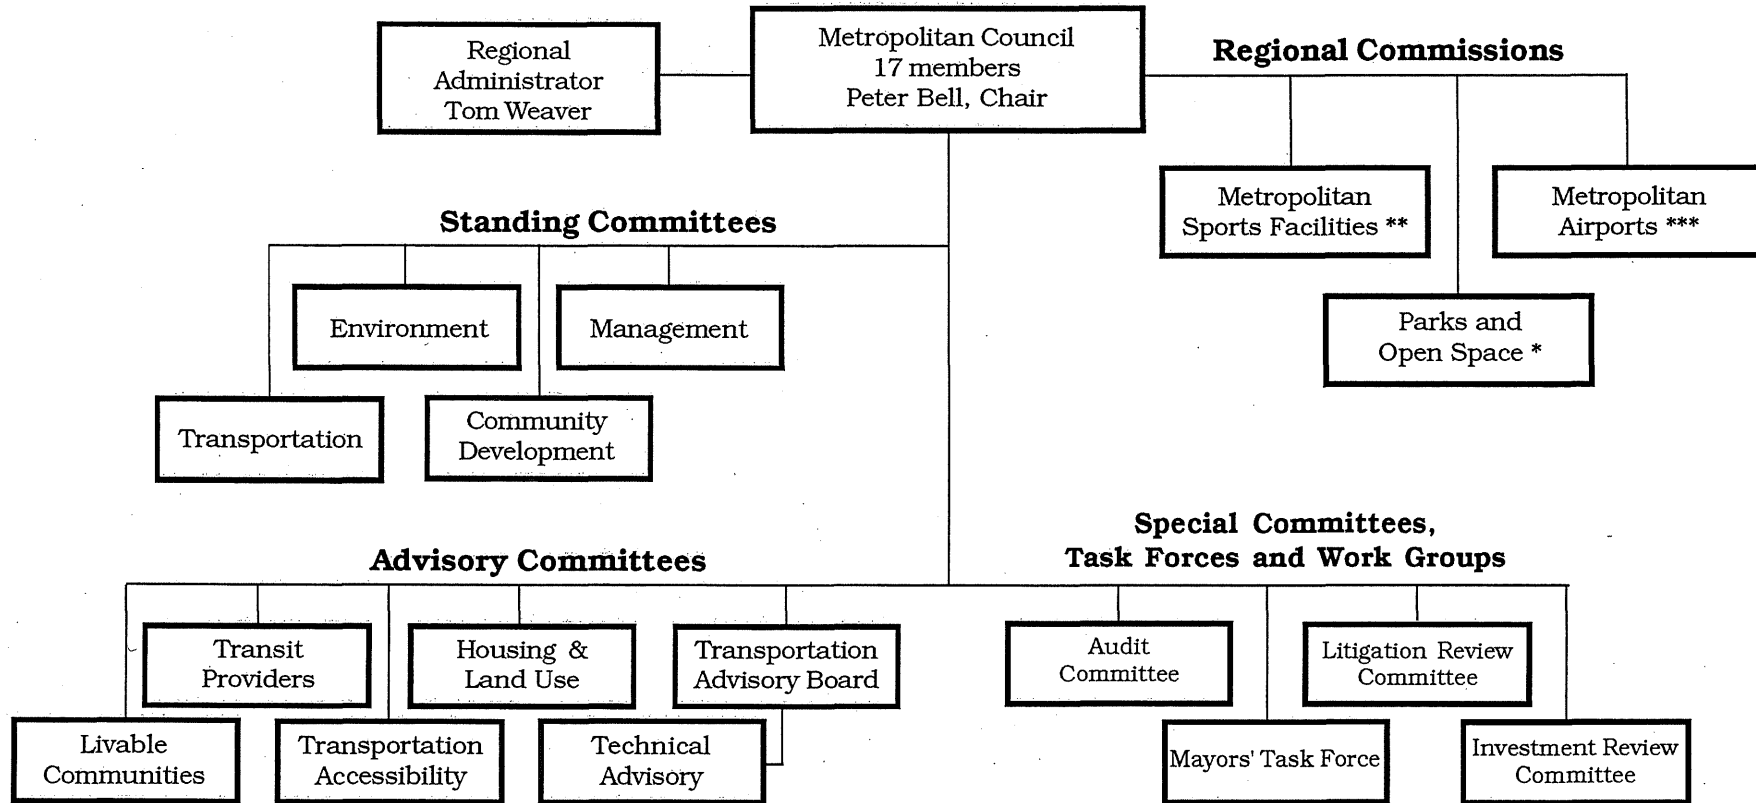 Regional
Administrator
Tom Weaver
Metropolitan Council
17 members
Peter Bell, Chair
Regional Commissions
Metropolitan
Sports Facilities **
Metropolitan
Airports ***
Parks and
Open Space *
Standing Committees
Environment
Management
Transportation
Community
Development
Advisory Committees
Transit
Providers
Housing &
Land Use
Transportation
Advisory Board
Livable
Communities
Transportation
Accessibility
Technical
Advisory
Special Committees,
Task Forces and Work Groups
Audit
Committee
Litigation Review
Committee
Mayors' Task Force
Investment Review
Committee